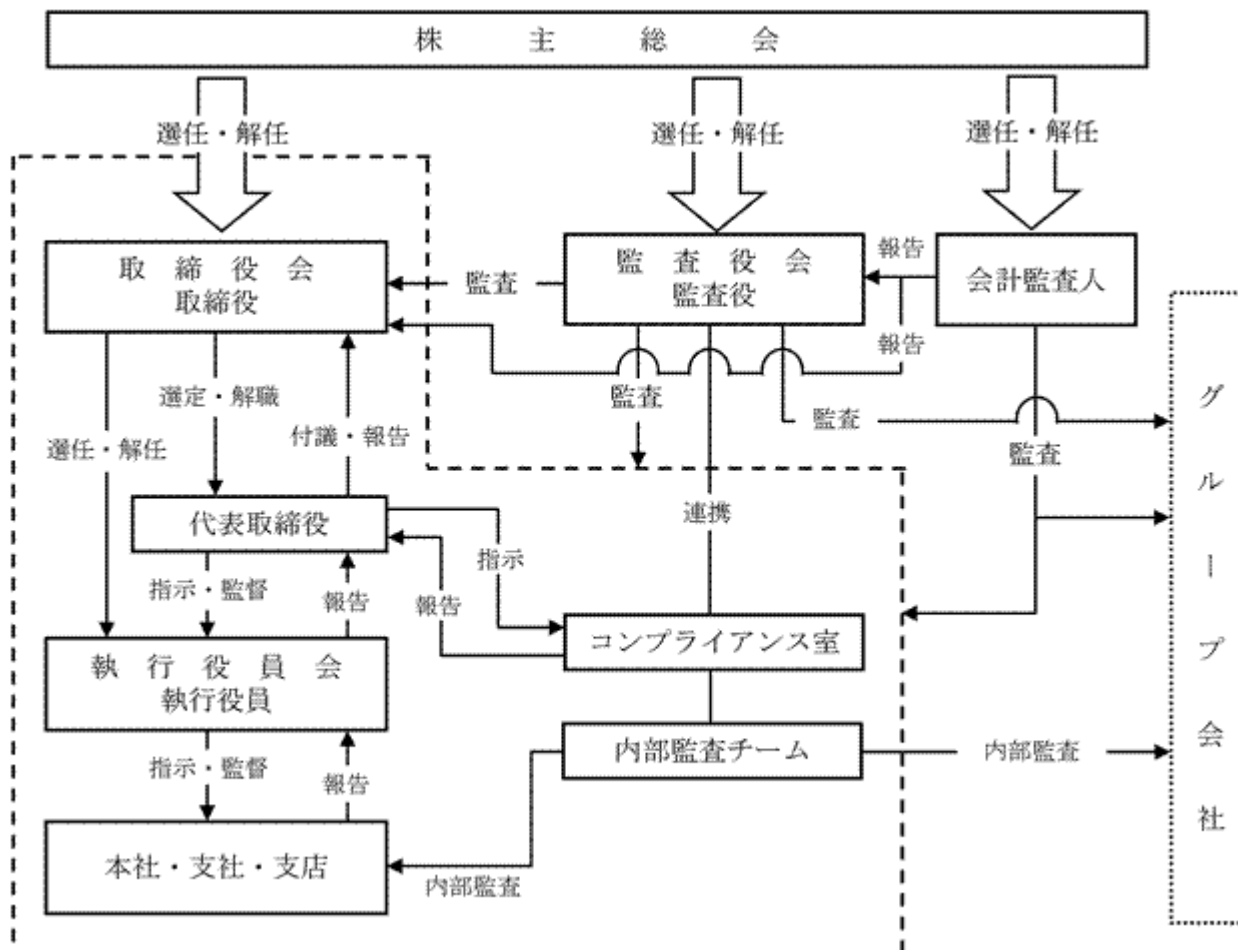 株主総会
選任・解任
選任・解任
選任・解任
取締役会
取締役
監査
監査役会
監査役
報告
会計監査人
報告
選定・解職
付議・報告
選任・解任
監査
監査
監査
グループ会社
代表取締役
指示
連携
指示・監督
報告
報告
執行役員会
執行役員
コンプライアンス室
内部監査チーム
内部監査
指示・監督
報告
本社・支社・支店
内部監査